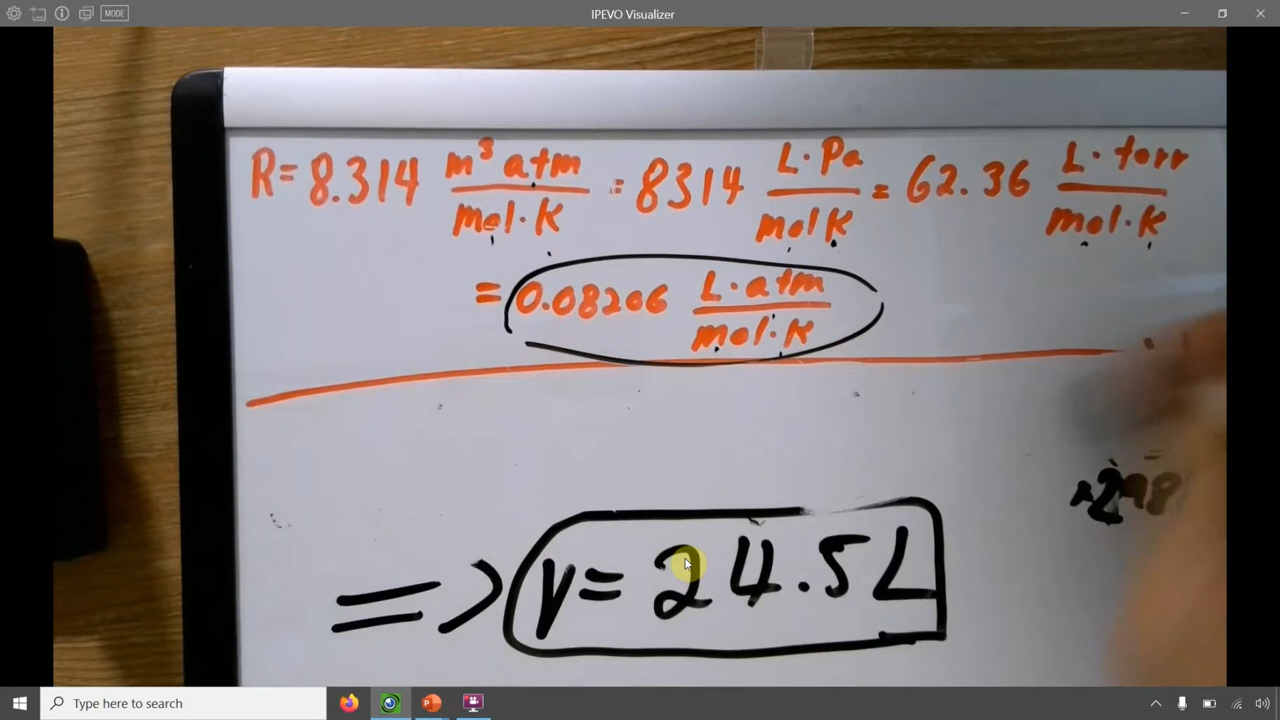 MODE
IPEVO Visualizer
R= 8.314 m³ atm / mol·K = 8314 L·Pa / mol K = 62.36 L·torr / mol·K
= 0.08206 L·atm / mol·K
=> V= 24.5 L
Type here to search